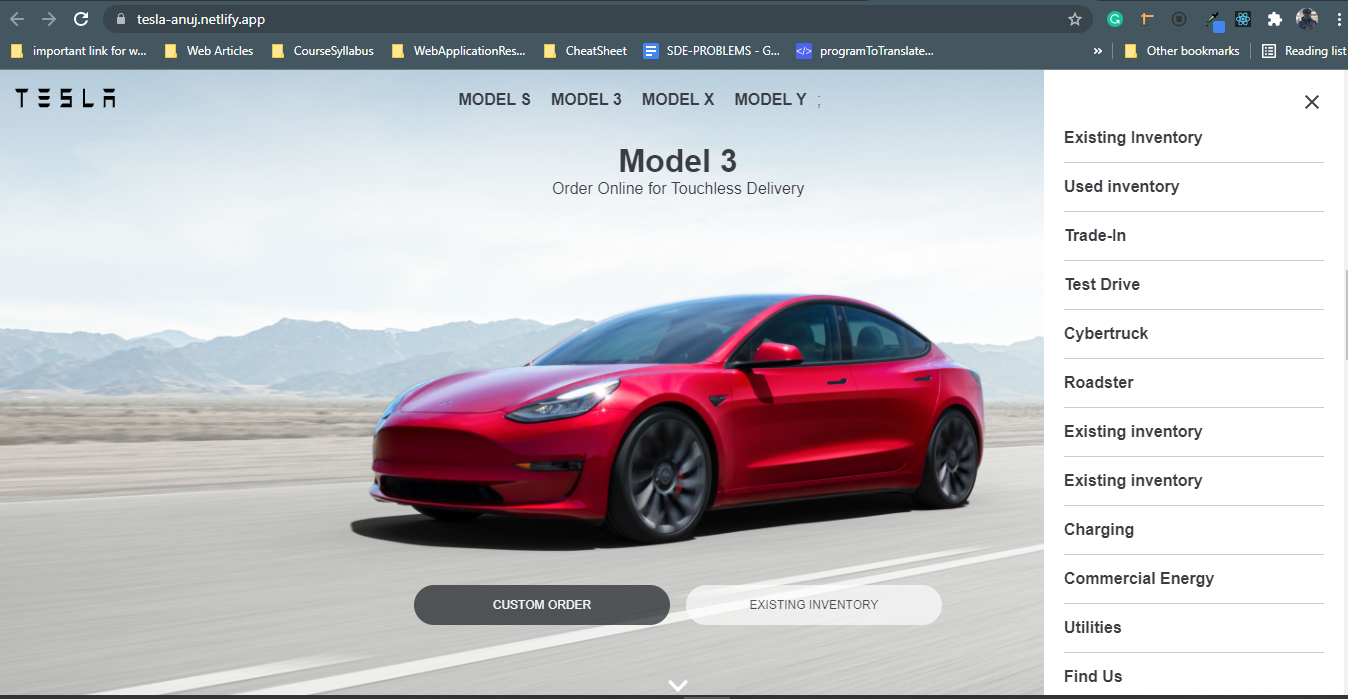 tesla-anuj.netlify.app
important link for w... Web Articles CourseSyllabus WebApplicationRes... CheatSheet SDE-PROBLEMS - G... </> programToTranslate... » Other bookmarks Reading list
TESLA MODEL S MODEL 3 MODEL X MODEL Y ;
Model 3
Order Online for Touchless Delivery
CUSTOM ORDER EXISTING INVENTORY
Existing Inventory
Used inventory
Trade-In
Test Drive
Cybertruck
Roadster
Existing inventory
Existing inventory
Charging
Commercial Energy
Utilities
Find Us